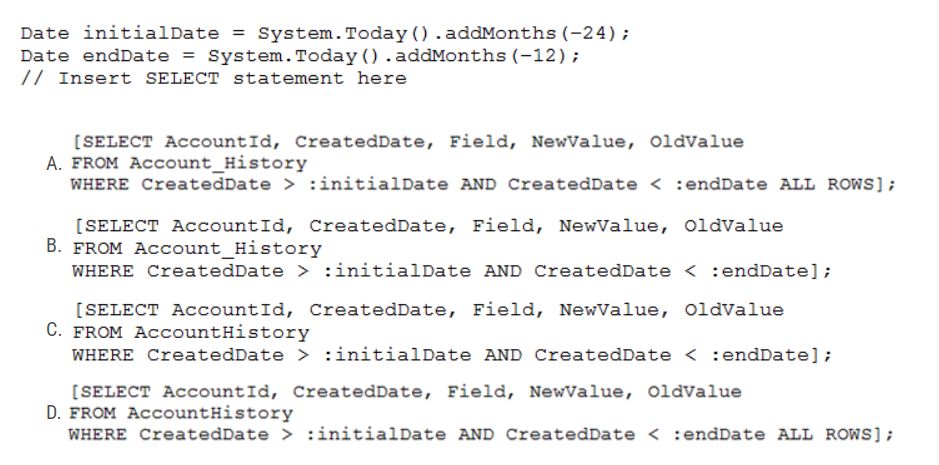 Date initialDate = System.Today().addMonths(-24);
Date endDate = System.Today().addMonths(-12);
// Insert SELECT statement here
[SELECT AccountId, CreatedDate, Field, NewValue, OldValue
A. FROM Account_History
WHERE CreatedDate > :initialDate AND CreatedDate < :endDate ALL ROWS];
[SELECT AccountId, CreatedDate, Field, NewValue, OldValue
B. FROM Account_History
WHERE CreatedDate > :initialDate AND CreatedDate < :endDate];
[SELECT AccountId, CreatedDate, Field, NewValue, OldValue
C. FROM AccountHistory
WHERE CreatedDate > :initialDate AND CreatedDate < :endDate];
[SELECT AccountId, CreatedDate, Field, NewValue, OldValue
D. FROM AccountHistory
WHERE CreatedDate > :initialDate AND CreatedDate < :endDate ALL ROWS];